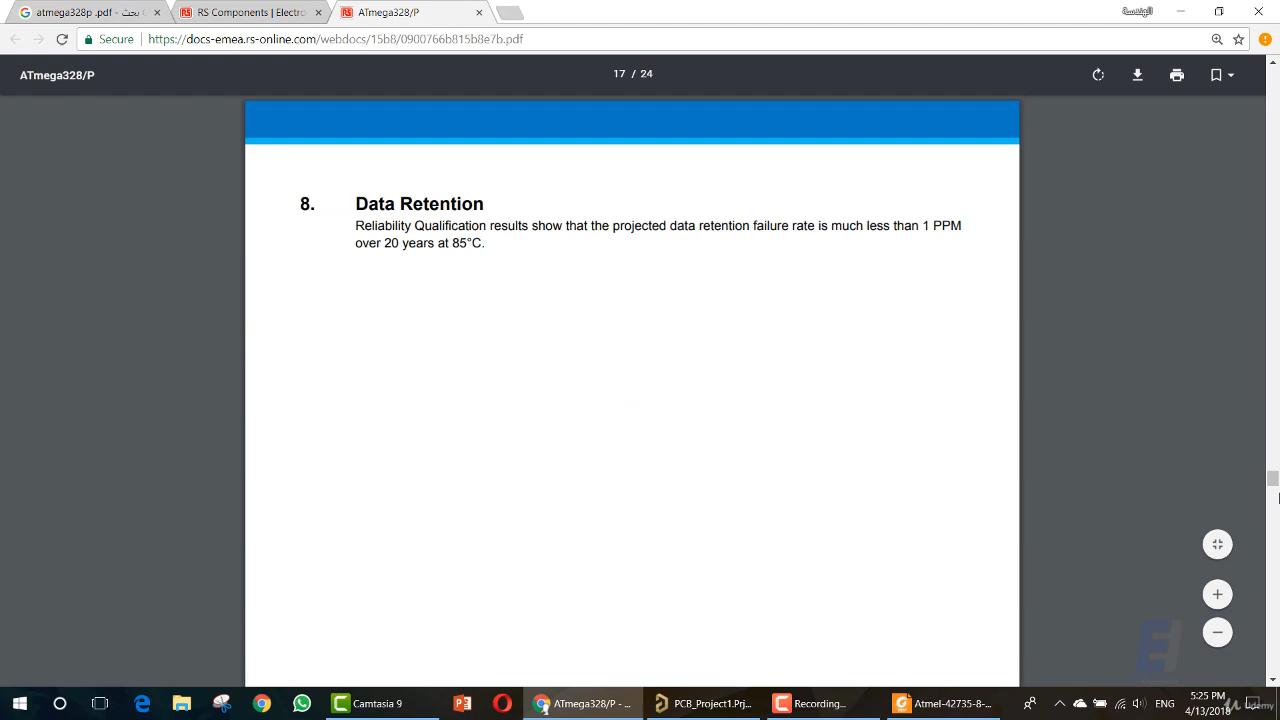 atmega328p .pdf - بحث G
RS Components | Electro
ATmega328/P
الهندسة
Secure
https://docs-emea.rs-online.com/webdocs/15b8/0900766b815b8e7b.pdf
ATmega328/P
17 / 24
8. Data Retention
Reliability Qualification results show that the projected data retention failure rate is much less than 1 PPM
over 20 years at 85°C.
Camtasia 9
ATmega328/P - ...
PCB_Project1.Prj...
Recording...
Atmel-42735-8-...
ENG
5:25 PM
4/13/2018
Udemy